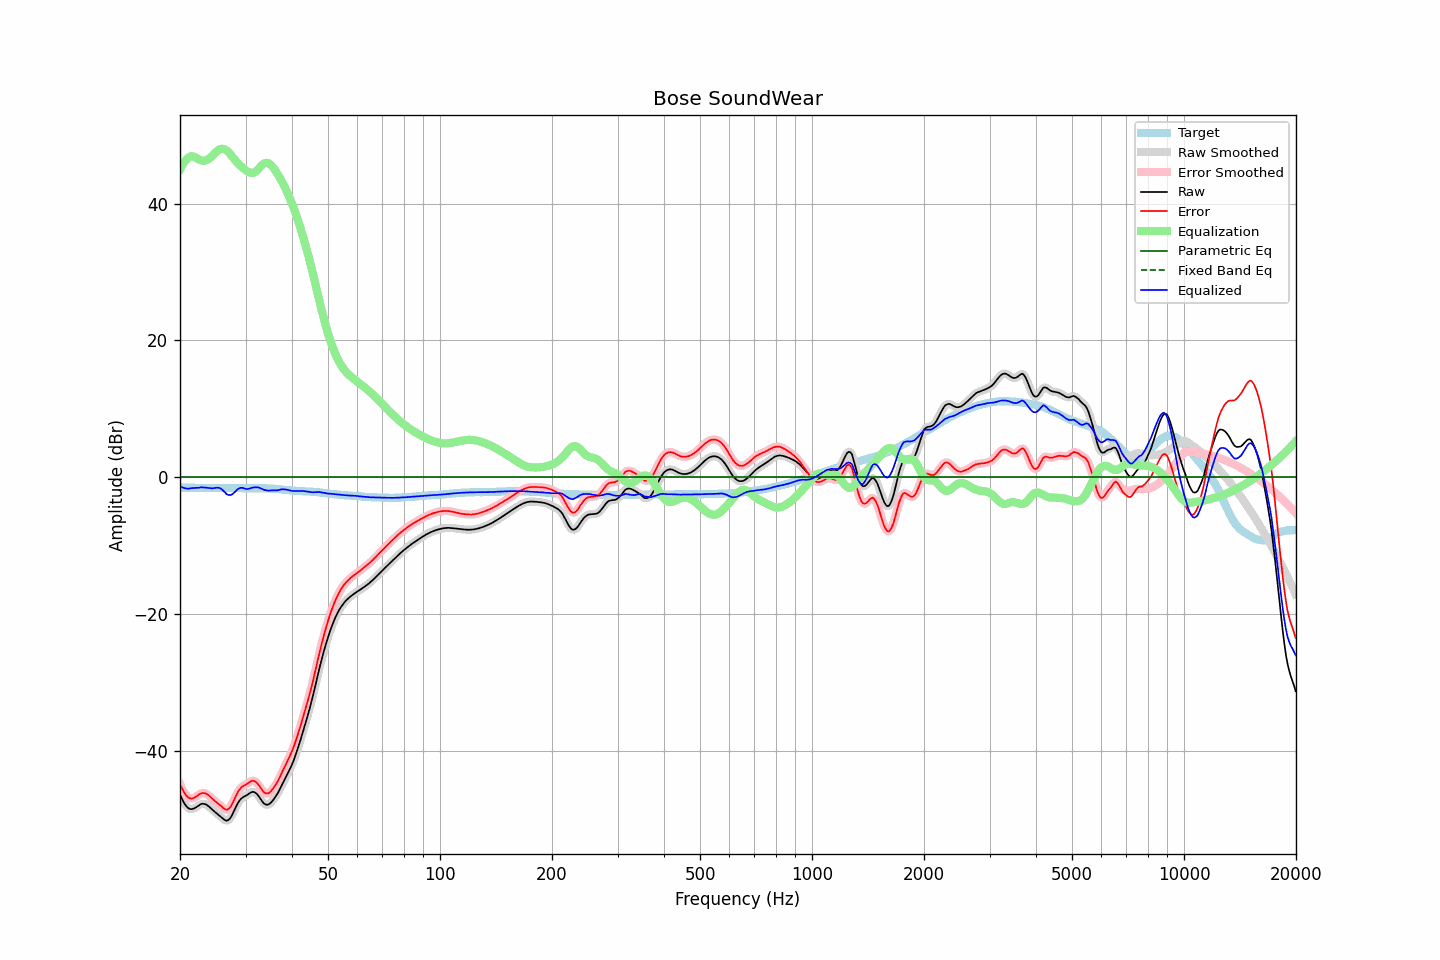 Bose SoundWear
Target
Raw Smoothed
Error Smoothed
Raw
Error
Equalization
Parametric Eq
Fixed Band Eq
Equalized
Amplitude (dBr)
40
20
0
−20
−40
20 50 100 200 500 1000 2000 5000 10000 20000
Frequency (Hz)